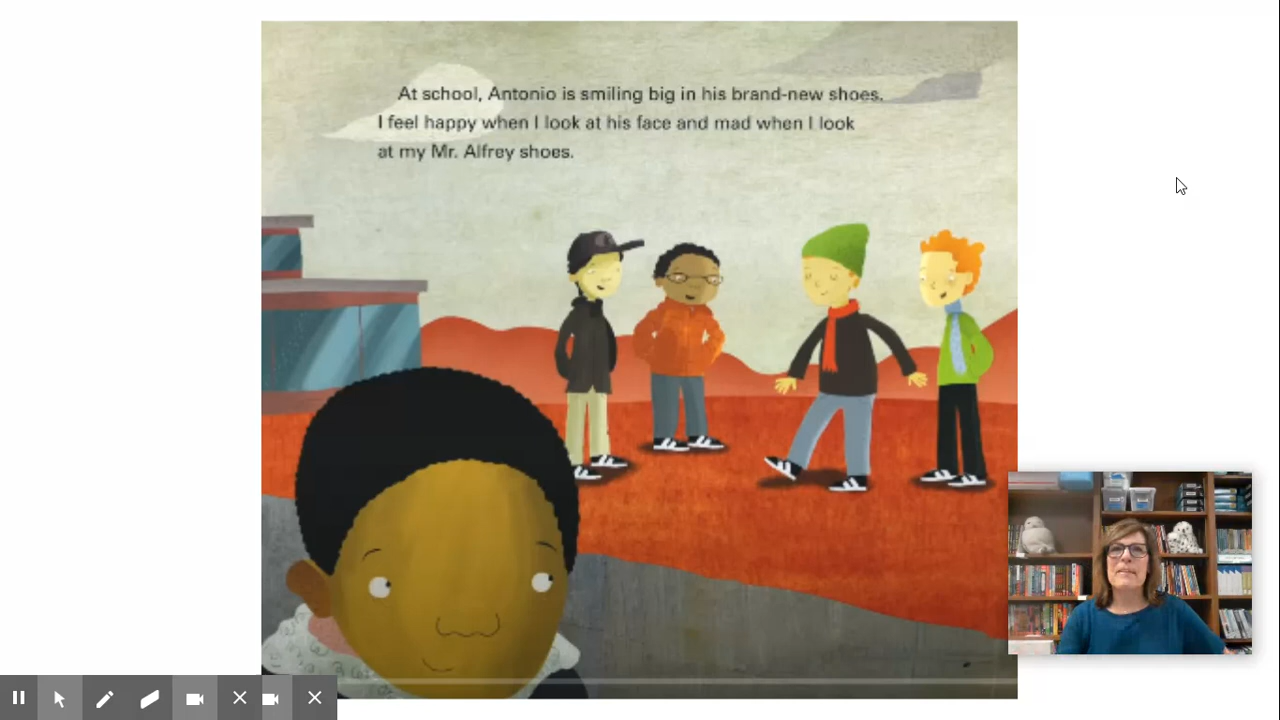 At school, Antonio is smiling big in his brand-new shoes.
I feel happy when I look at his face and mad when I look
at my Mr. Alfrey shoes.